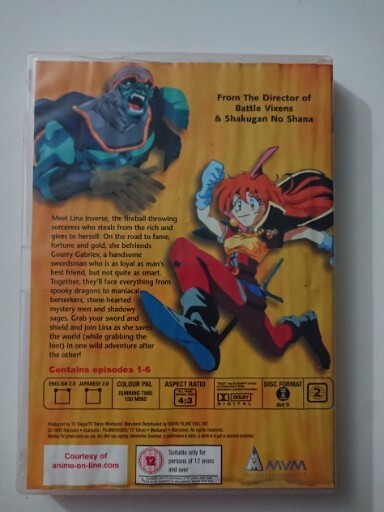 From The Director of
Battle Vixens
& Shakugan No Shana
Meet Lina Inverse, the fireball-throwing
sorceress who steals from the rich and
gives to herself. On the road to fame,
fortune and gold, she befriends
Gourry Gabriev, a handsome
swordsman who is as loyal as man's
best friend, but not quite as smart.
Together, they'll face everything from
spooky dragons to maniacal
berserkers, stone-hearted
mystery men and shadowy
sages. Grab your sword and
shield and join Lina as she saves
the world (while grabbing the
loot) in one wild adventure after
the other!
Contains episodes 1-6
ENGLISH 2.0 JAPANESE 2.0
COLOUR PAL
RUNNING TIME
150 MINS
ASPECT RATIO
4:3
DOLBY
DIGITAL
DISC FORMAT
2
Courtesy of
anime-on-line.com
12
Suitable only for
persons of 12 years
and over
MVM